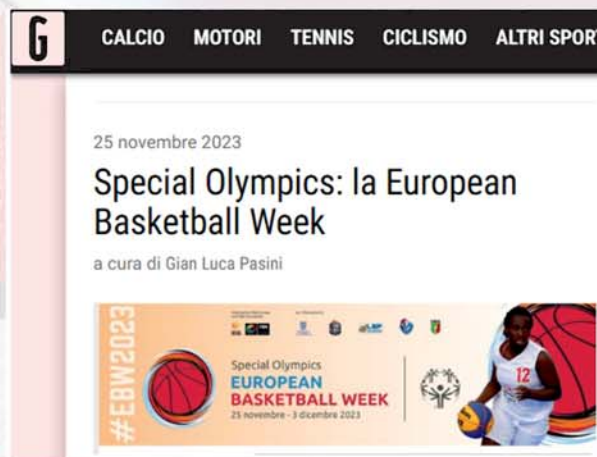 G CALCIO MOTORI TENNIS CICLISMO ALTRI SPORT
25 novembre 2023
Special Olympics: la European
Basketball Week
a cura di Gian Luca Pasini
#EBW2023
Special Olympics
EUROPEAN
BASKETBALL WEEK
25 novembre - 3 dicembre 2023
12